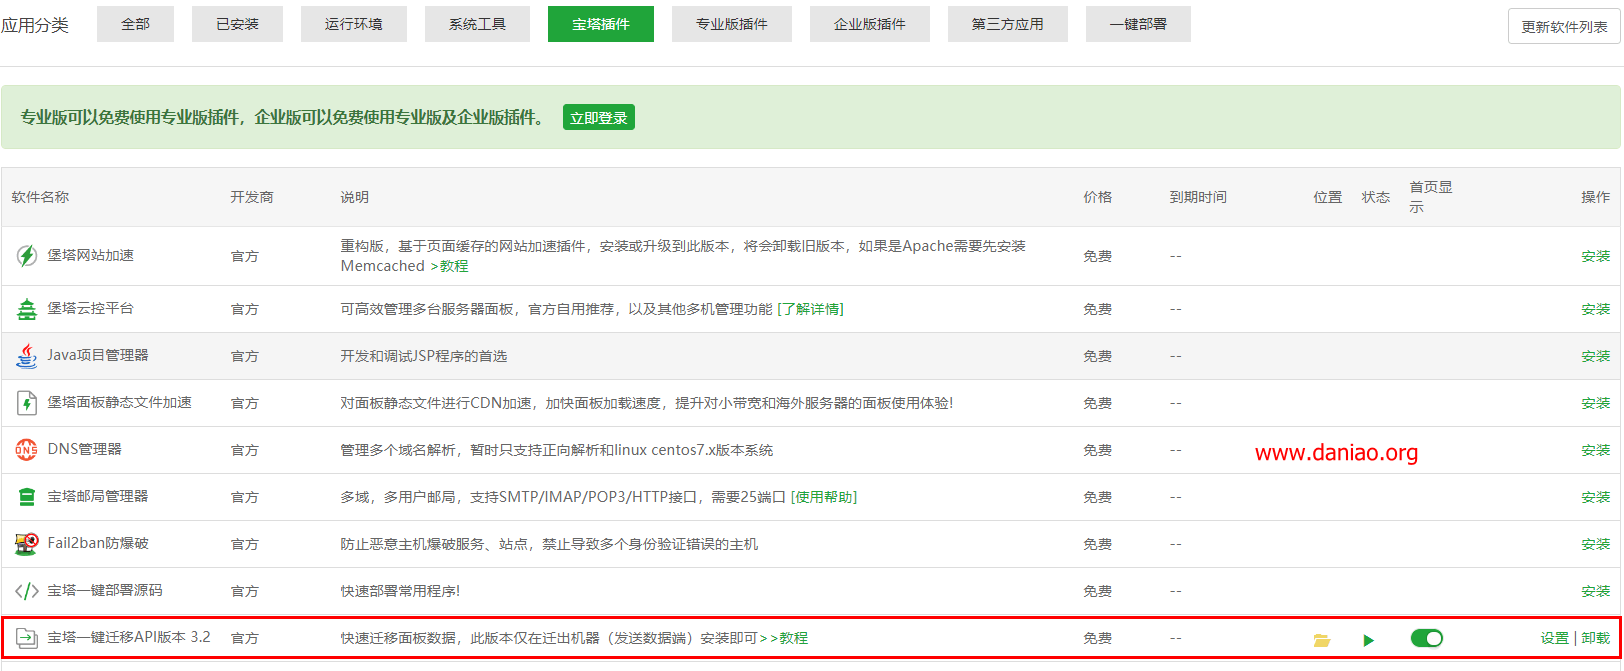 应用分类 全部 已安装 运行环境 系统工具 宝塔插件 专业版插件 企业版插件 第三方应用 一键部署 更新软件列表
专业版可以免费使用专业版插件，企业版可以免费使用专业版及企业版插件。 立即登录
软件名称 开发商 说明 价格 到期时间 位置 状态 首页显
示 操作
堡塔网站加速 官方 重构版，基于页面缓存的网站加速插件，安装或升级到此版本，将会卸载旧版本，如果是Apache需要先安装
Memcached >教程 免费 -- 安装
堡塔云控平台 官方 可高效管理多台服务器面板，官方自用推荐，以及其他多机管理功能 [了解详情] 免费 -- 安装
Java项目管理器 官方 开发和调试JSP程序的首选 免费 -- 安装
堡塔面板静态文件加速 官方 对面板静态文件进行CDN加速，加快面板加载速度，提升对小带宽和海外服务器的面板使用体验! 免费 -- 安装
DNS DNS管理器 官方 管理多个域名解析，暂时只支持正向解析和linux centos7.x版本系统 免费 -- www.daniao.org 安装
宝塔邮局管理器 官方 多域，多用户邮局，支持SMTP/IMAP/POP3/HTTP接口，需要25端口 [使用帮助] 免费 -- 安装
Fail2ban防爆破 官方 防止恶意主机爆破服务、站点，禁止导致多个身份验证错误的主机 免费 -- 安装
宝塔一键部署源码 官方 快速部署常用程序! 免费 -- 安装
宝塔一键迁移API版本 3.2 官方 快速迁移面板数据，此版本仅在迁出机器（发送数据端）安装即可>>教程 免费 -- 设置 | 卸载